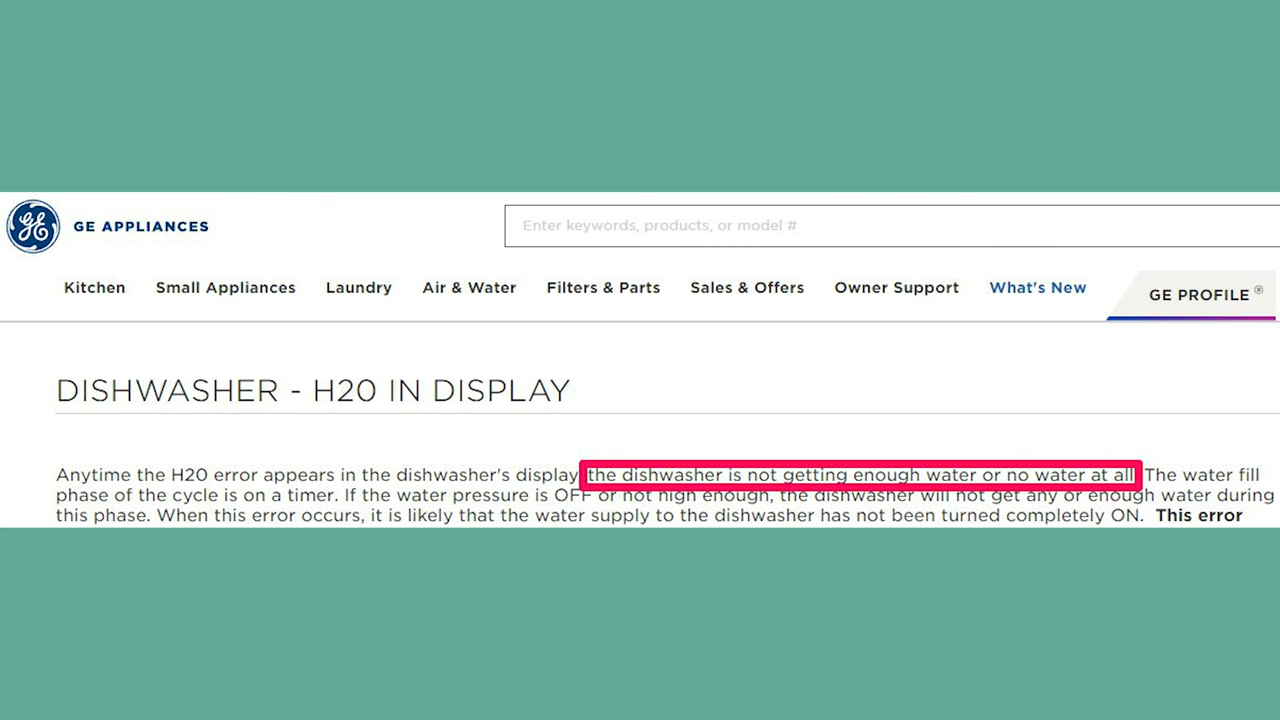 GE APPLIANCES
Enter keywords, products, or model #
Kitchen Small Appliances Laundry Air & Water Filters & Parts Sales & Offers Owner Support What's New GE PROFILE ®
DISHWASHER - H20 IN DISPLAY
Anytime the H20 error appears in the dishwasher's display the dishwasher is not getting enough water or no water at all The water fill
phase of the cycle is on a timer. If the water pressure is OFF or not high enough, the dishwasher will not get any or enough water during
this phase. When this error occurs, it is likely that the water supply to the dishwasher has not been turned completely ON. This error